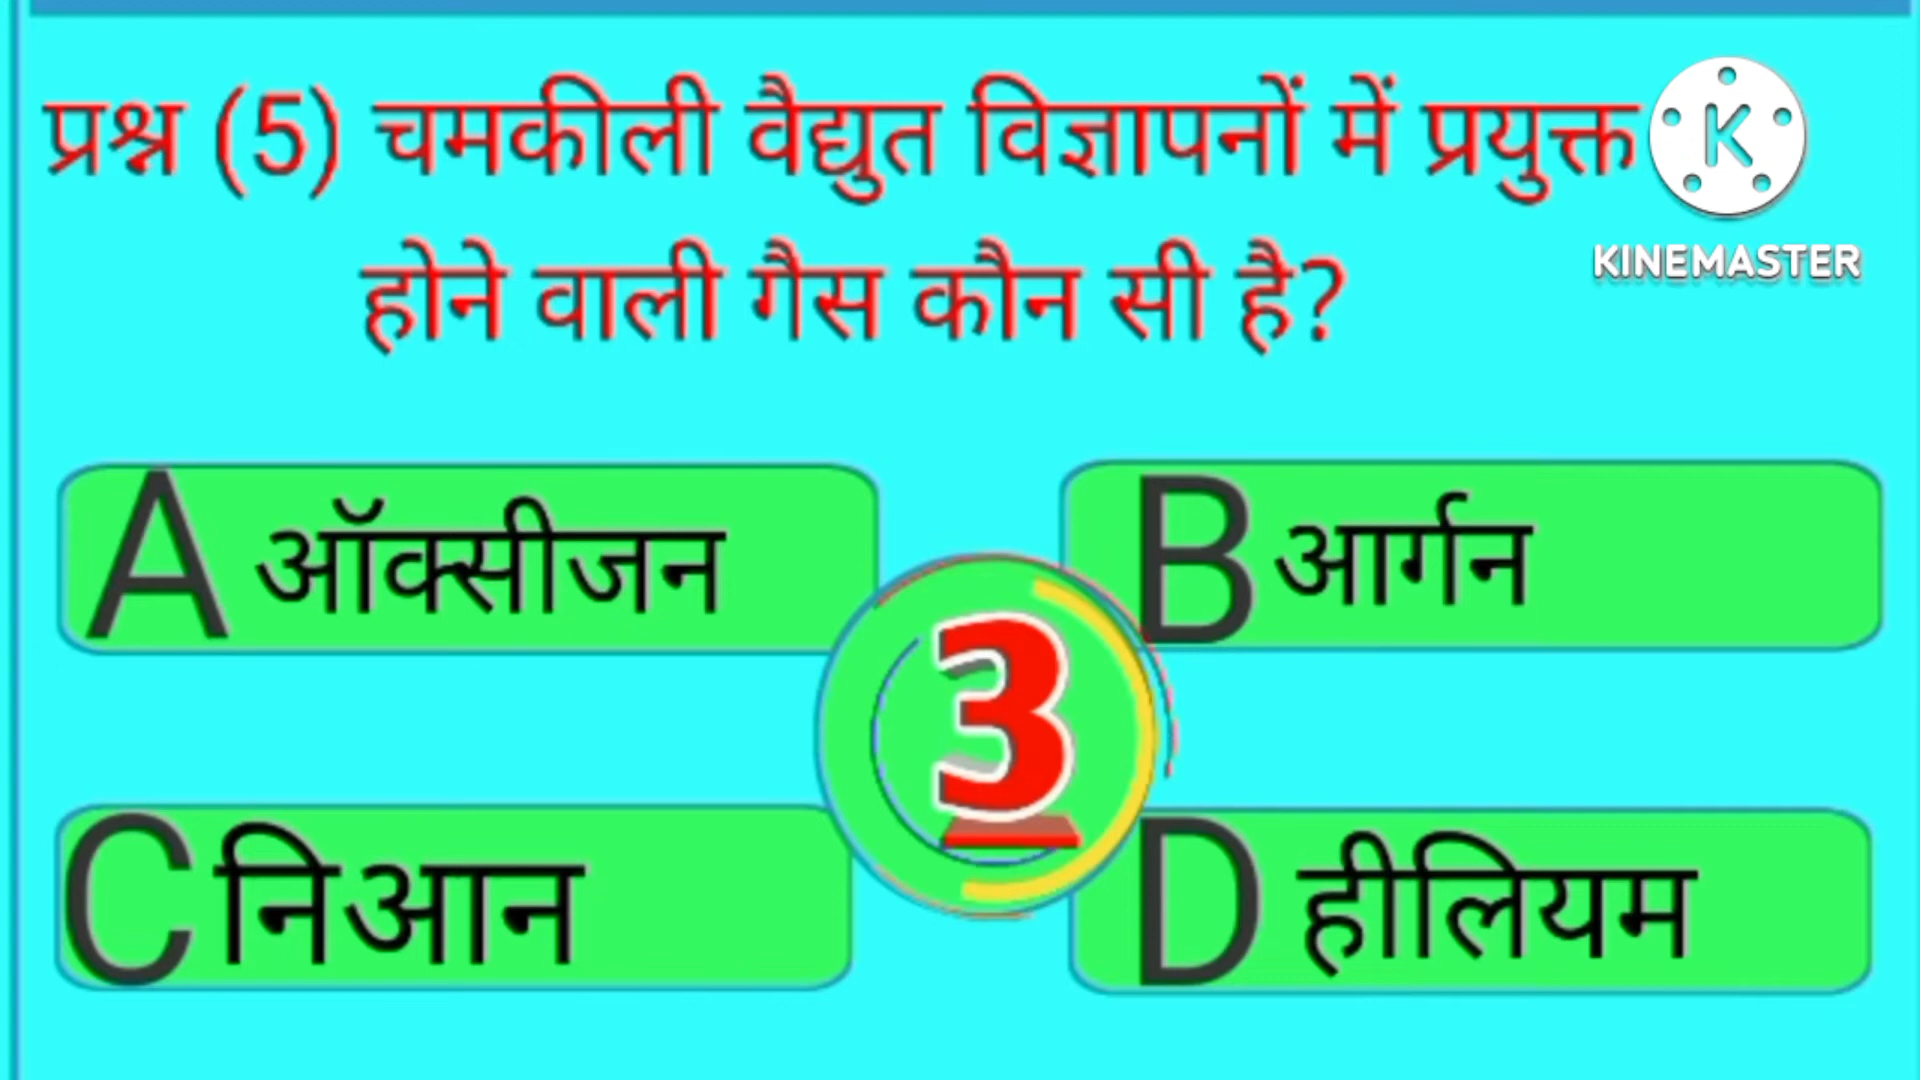 प्रश्न (5) चमकीली वैद्युत विज्ञापनों में प्रयुक्त
होने वाली गैस कौन सी है?
K
KINEMASTER
A ऑक्सीजन
B आर्गन
3
C निआन
D हीलियम